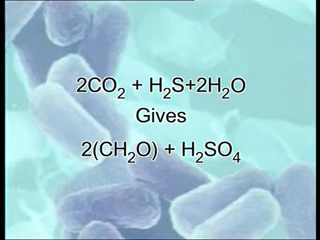 2CO₂ + H₂S+2H₂O
Gives
2(CH₂O) + H₂SO₄